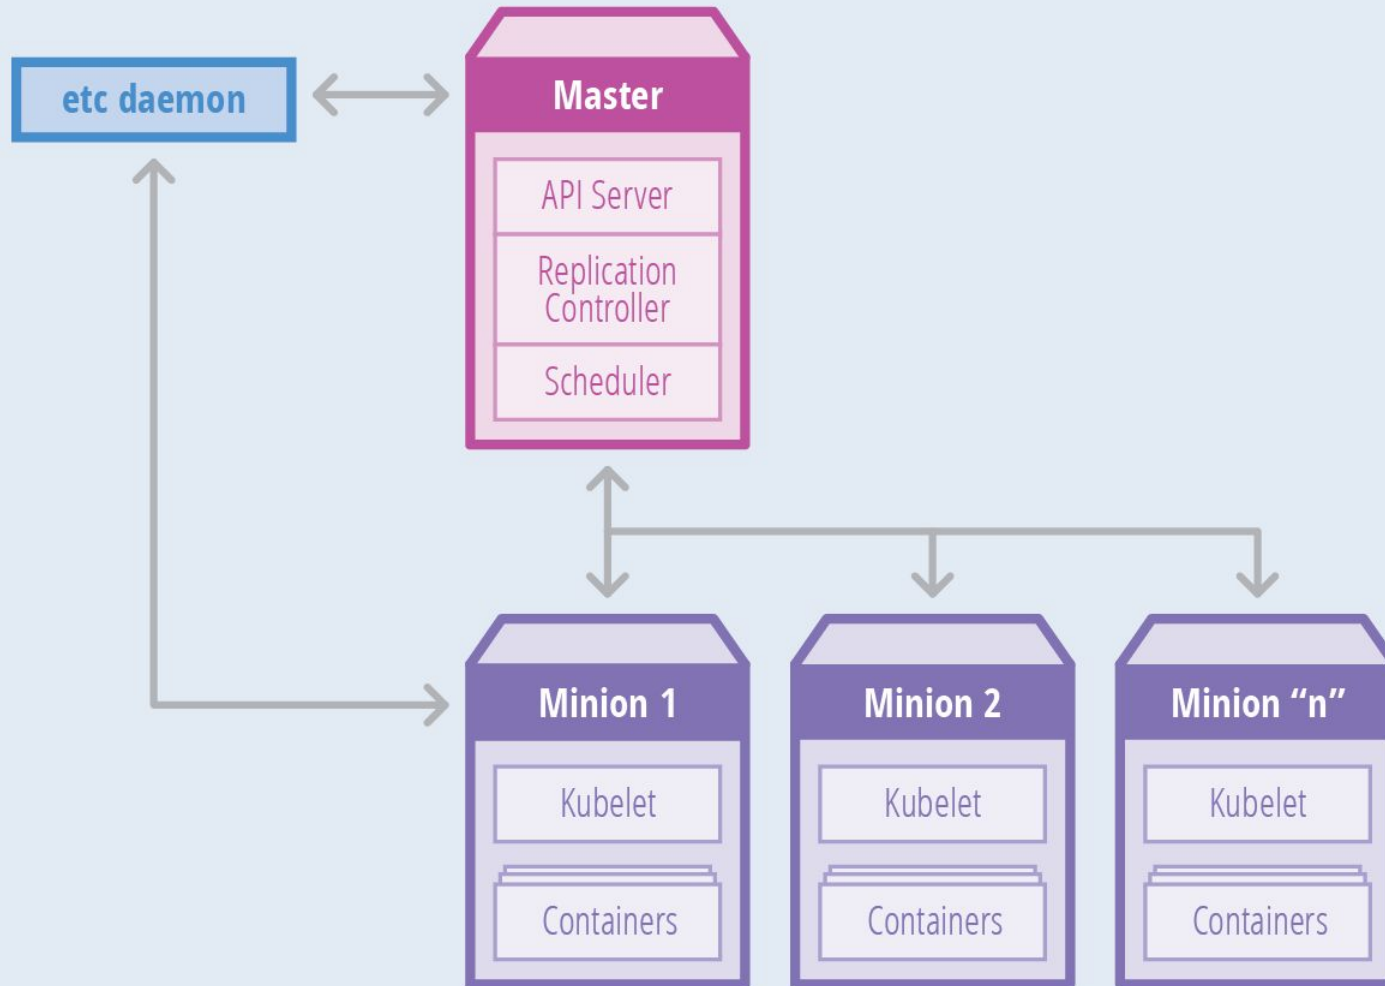 etc daemon
Master
API Server
Replication
Controller
Scheduler
Minion 1
Minion 2
Minion “n”
Kubelet
Kubelet
Kubelet
Containers
Containers
Containers